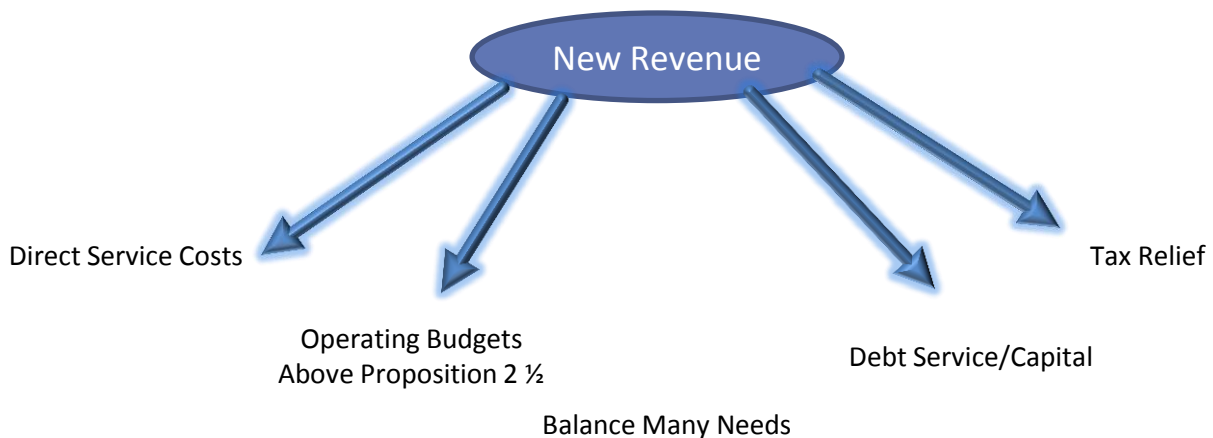 New Revenue
Direct Service Costs
Tax Relief
Operating Budgets
Above Proposition 2 ½
Debt Service/Capital
Balance Many Needs